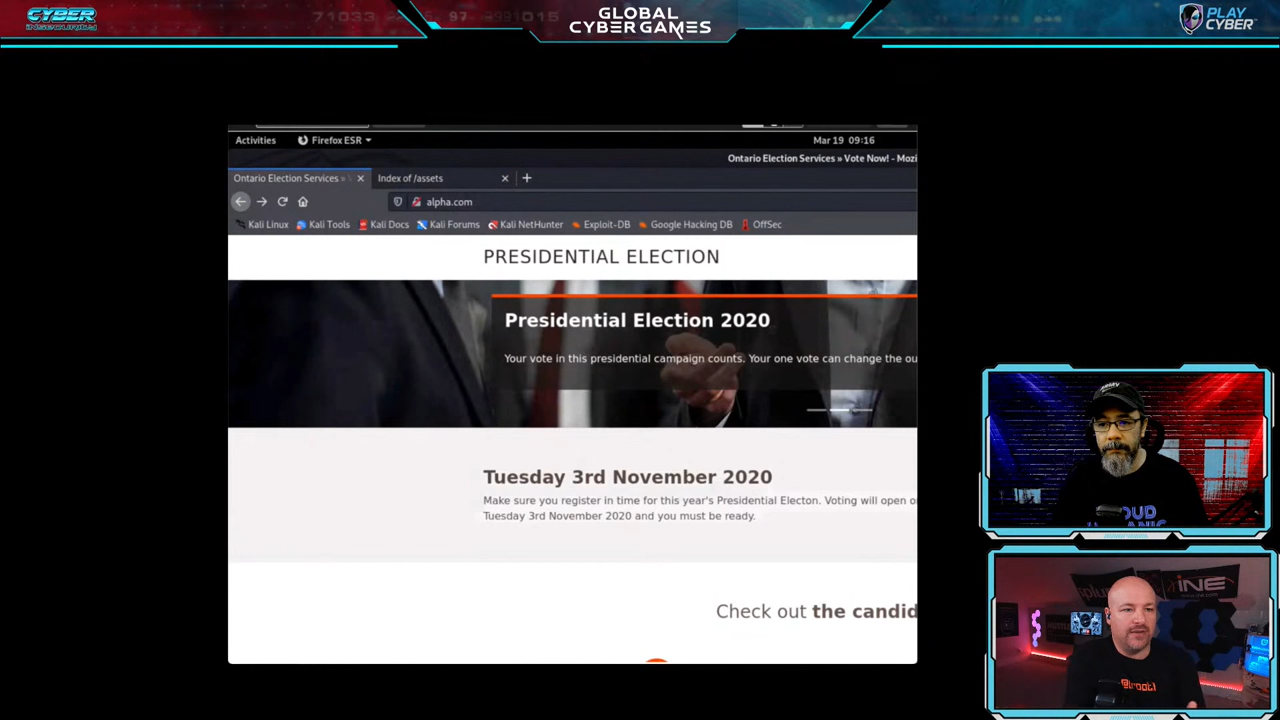 CYBER
INSECURITY
GLOBAL
CYBERGAMES
PLAY
CYBER
Activities
Firefox ESR
Mar 19 09:16
Ontario Election Services » Vote Now! - Mozi
Ontario Election Services »
Index of /assets
alpha.com
Kali Linux
Kali Tools
Kali Docs
Kali Forums
Kali NetHunter
Exploit-DB
Google Hacking DB
OffSec
PRESIDENTIAL ELECTION
Presidential Election 2020
Your vote in this presidential campaign counts. Your one vote can change the ou
Tuesday 3rd November 2020
Make sure you register in time for this year's Presidential Electon. Voting will open o
Tuesday 3rd November 2020 and you must be ready.
Check out the candid
INE